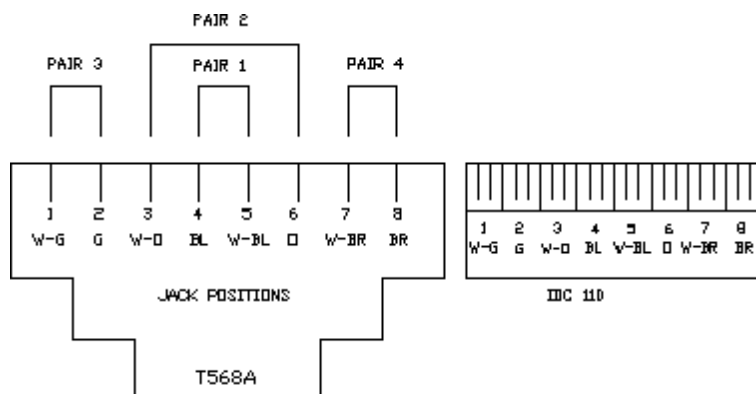 PAIR 2
PAIR 3 PAIR 1 PAIR 4
1 2 3 4 5 6 7 8
W-G G W-O BL W-BL O W-BR BR
JACK POSITIONS
T568A
1 2 3 4 5 6 7 8
W-G G W-O BL W-BL O W-BR BR
IDC 110